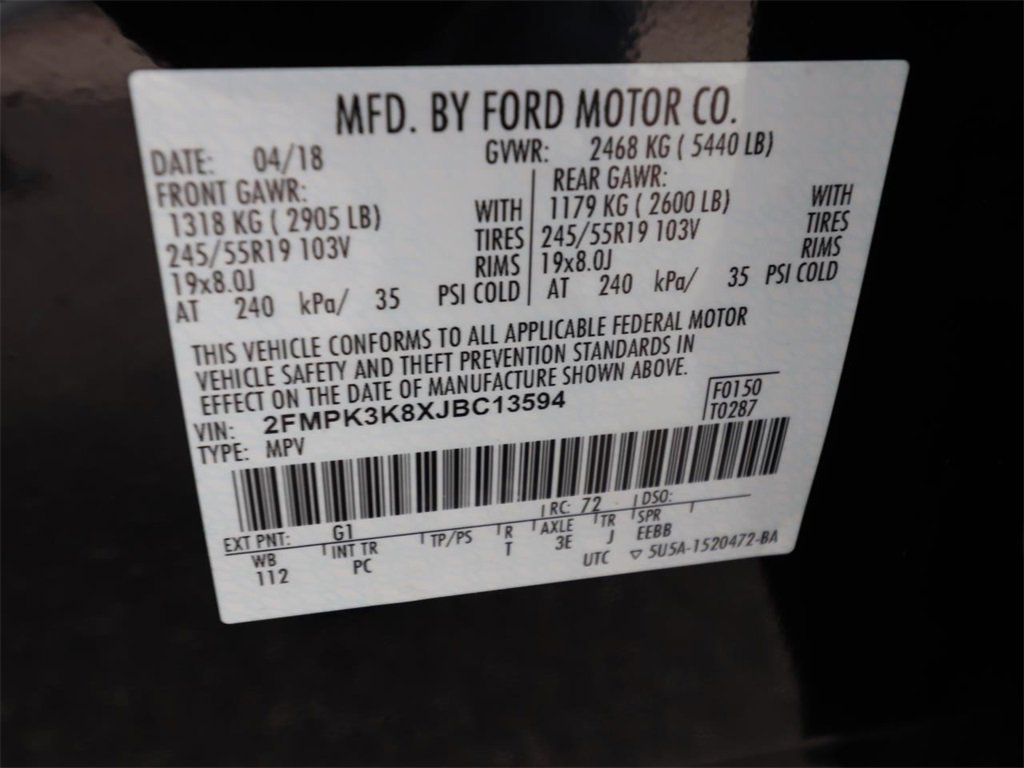 MFD. BY FORD MOTOR CO.
DATE: 04/18 GVWR: 2468 KG ( 5440 LB)
FRONT GAWR: REAR GAWR:
1318 KG ( 2905 LB) WITH 1179 KG ( 2600 LB) WITH
245/55R19 103V TIRES 245/55R19 103V TIRES
19x8.0J RIMS 19x8.0J RIMS
AT 240 kPa/ 35 PSI COLD AT 240 kPa/ 35 PSI COLD
THIS VEHICLE CONFORMS TO ALL APPLICABLE FEDERAL MOTOR
VEHICLE SAFETY AND THEFT PREVENTION STANDARDS IN
EFFECT ON THE DATE OF MANUFACTURE SHOWN ABOVE.
VIN: 2FMPK3K8XJBC13594 F0150
TYPE: MPV T0287
EXT PNT: G1 RC: 72 DSO:
WB INT TR TP/PS R AXLE TR SPR
112 PC T 3E J EEBB
UTC ▽ 5U5A-1520472-BA